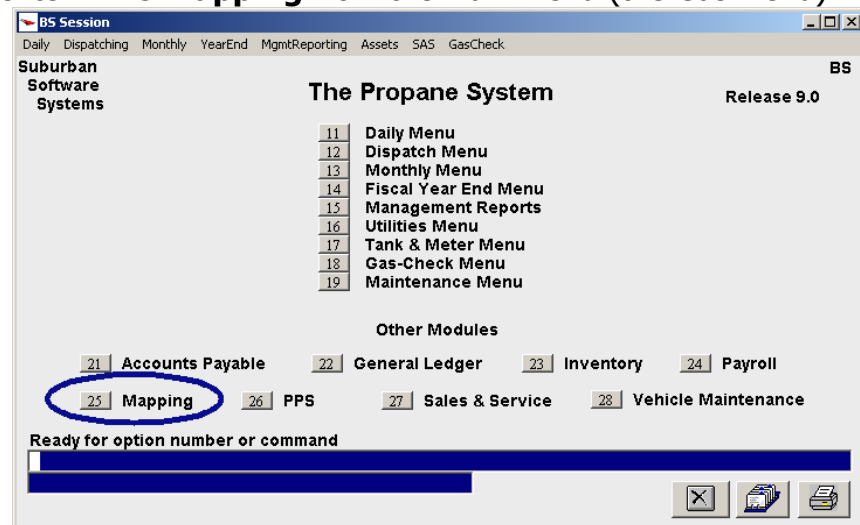 Mapping
BS Session
Daily Dispatching Monthly YearEnd MgmtReporting Assets SAS GasCheck
Suburban
Software
Systems
BS
The Propane System
Release 9.0
11 Daily Menu
12 Dispatch Menu
13 Monthly Menu
14 Fiscal Year End Menu
15 Management Reports
16 Utilities Menu
17 Tank & Meter Menu
18 Gas-Check Menu
19 Maintenance Menu
Other Modules
21 Accounts Payable 22 General Ledger 23 Inventory 24 Payroll
25 Mapping 26 PPS 27 Sales & Service 28 Vehicle Maintenance
Ready for option number or command